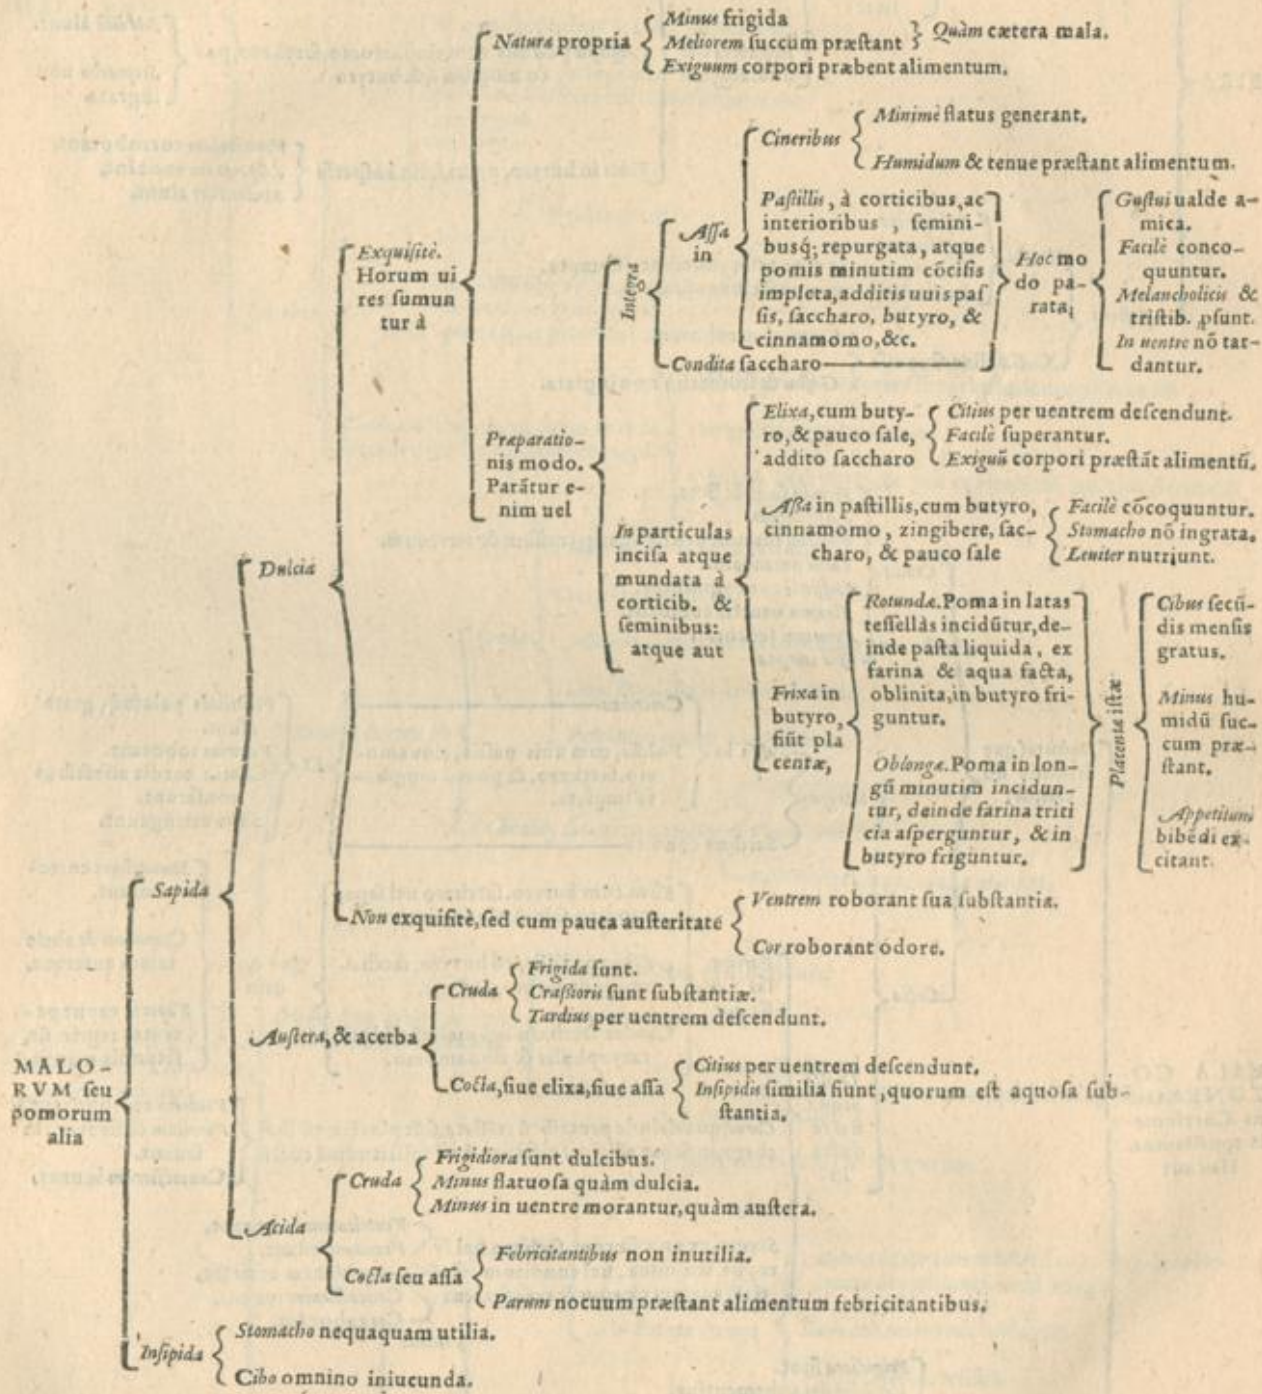 Naturæ propria
Minus frigida
Meliorem ſuccum præſtant
Quàm cætera mala.
Exiguum corpori præbent alimentum.
Cineribus
Minimè flatus generant.
Humidum & tenue præſtant alimentum.
Aſſa
in
Paſtillis, à corticibus, ac
interioribus, ſemini-
busq; repurgata, atque
pomis minutim cōciſis
impleta, additis uuis paſ
ſis, ſaccharo, butyro, &
cinnamomo, &c.
Condita ſaccharo
Hoc mo
do pa-
rata,
Guſtui ualde a-
mica.
Facilè conco-
quuntur.
Melancholicis &
triſtib. ꝓſunt.
In uentre nō tar-
dantur.
Integra
Exquiſitè.
Horum ui
res ſumun
tur à
Præparatio-
nis modo.
Parātur e-
nim uel
In particulas
inciſa atque
mundata à
corticib. &
ſeminibus:
atque aut
Elixa, cum buty-
ro, & pauco ſale,
addito ſaccharo
Citius per uentrem deſcendunt.
Facilè ſuperantur.
Exiguū corpori præſtāt alimentū.
Aſſa in paſtillis, cum butyro,
cinnamomo, zingibere, ſac-
charo, & pauco ſale
Facilè cōcoquuntur.
Stomacho nō ingrata.
Leniter nutriunt.
Frixa in
butyro,
fiūt pla
centæ,
Rotundæ. Poma in latas
teſſellàs incidūtur, de-
inde paſta liquida, ex
farina & aqua facta,
oblinita, in butyro fri-
guntur.
Oblongæ. Poma in lon-
gū minutim incidun-
tur, deinde farina triti
cia aſperguntur, & in
butyro friguntur.
Placentæ iſtæ
Cibus ſecū-
dis menſis
gratus.
Minus hu-
midū ſuc-
cum præ-
ſtant.
Appetitum
bibēdi ex-
citant.
Dulcia
Non exquiſitè, ſed cum pauca auſteritate
Ventrem roborant ſua ſubſtantia.
Cor roborant odore.
Sapida
Auſtera, & acerba
Cruda
Frigida ſunt.
Craſſioris ſunt ſubſtantiæ.
Tardius per uentrem deſcendunt.
Cocta, ſiue elixa, ſiue aſſa
Citius per uentrem deſcendunt.
Inſipidis ſimilia fiunt, quorum eſt aquoſa ſub-
ſtantia.
MALO-
RVM ſeu
pomorum
alia
Acida
Cruda
Frigidiora ſunt dulcibus.
Minus flatuoſa quàm dulcia.
Minus in uentre morantur, quàm auſtera.
Cocta ſeu aſſa
Febricitantibus non inutilia.
Parum nocuum præſtant alimentum febricitantibus.
Inſipida
Stomacho nequaquam utilia.
Cibo omnino iniucunda.